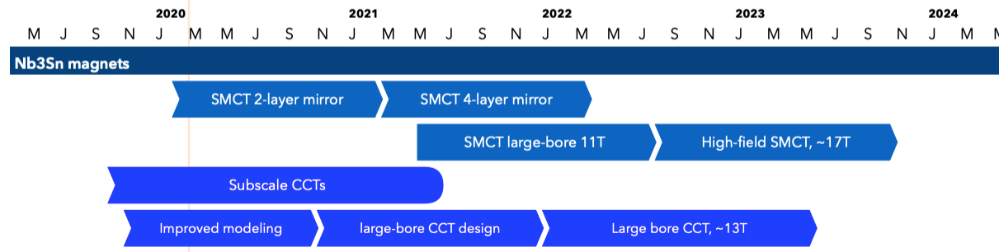 2020 2021 2022 2023 2024
M J S N J M M J S N J M M J S N J M M J S N J M M J S N J M
Nb3Sn magnets
SMCT 2-layer mirror SMCT 4-layer mirror
SMCT large-bore 11T High-field SMCT, ~17T
Subscale CCTs
Improved modeling large-bore CCT design Large bore CCT, ~13T